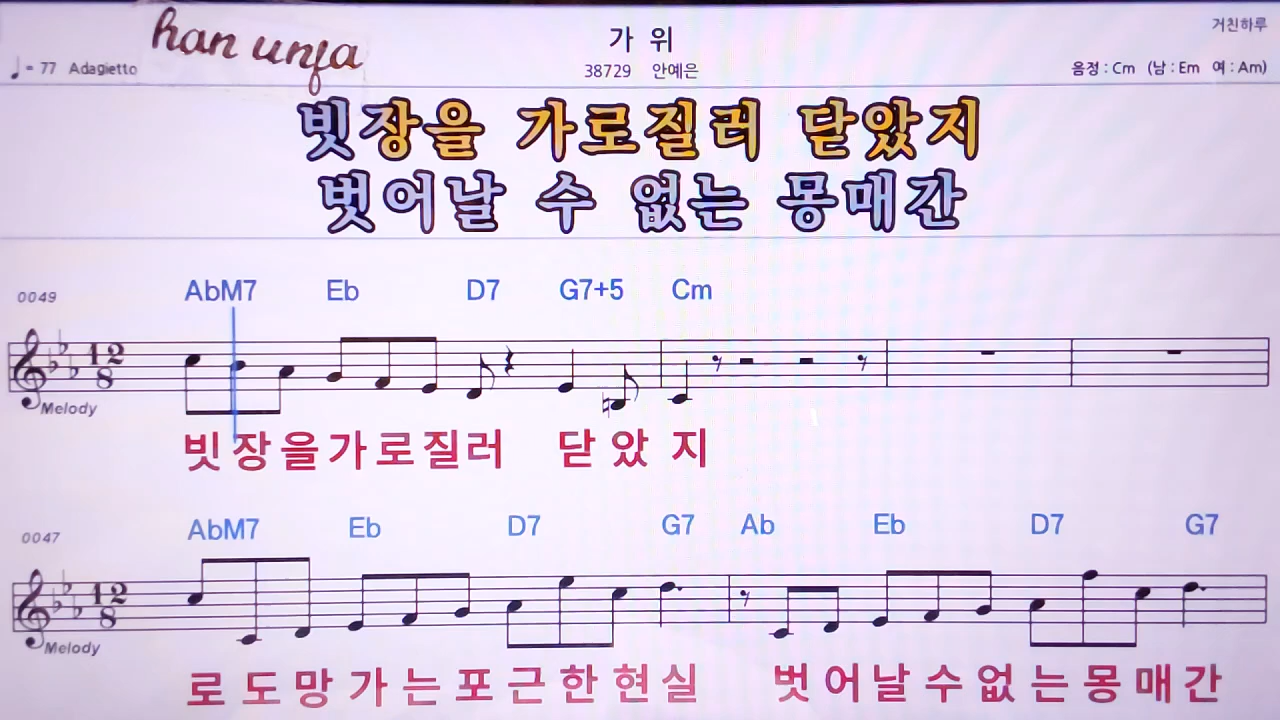 han unja
가 위
거친하루
♩= 77 Adagietto
38729 안예은
음정 : Cm (남 : Em 여 : Am)
빗장을 가로질러 닫았지
벗어날 수 없는 몽매간
0049 AbM7 Eb D7 G7+5 Cm
12
8
Melody
빗장을가로질러 닫았지
0047 AbM7 Eb D7 G7 Ab Eb D7 G7
12
8
Melody
로도망가는포근한현실 벗어날수없는몽매간